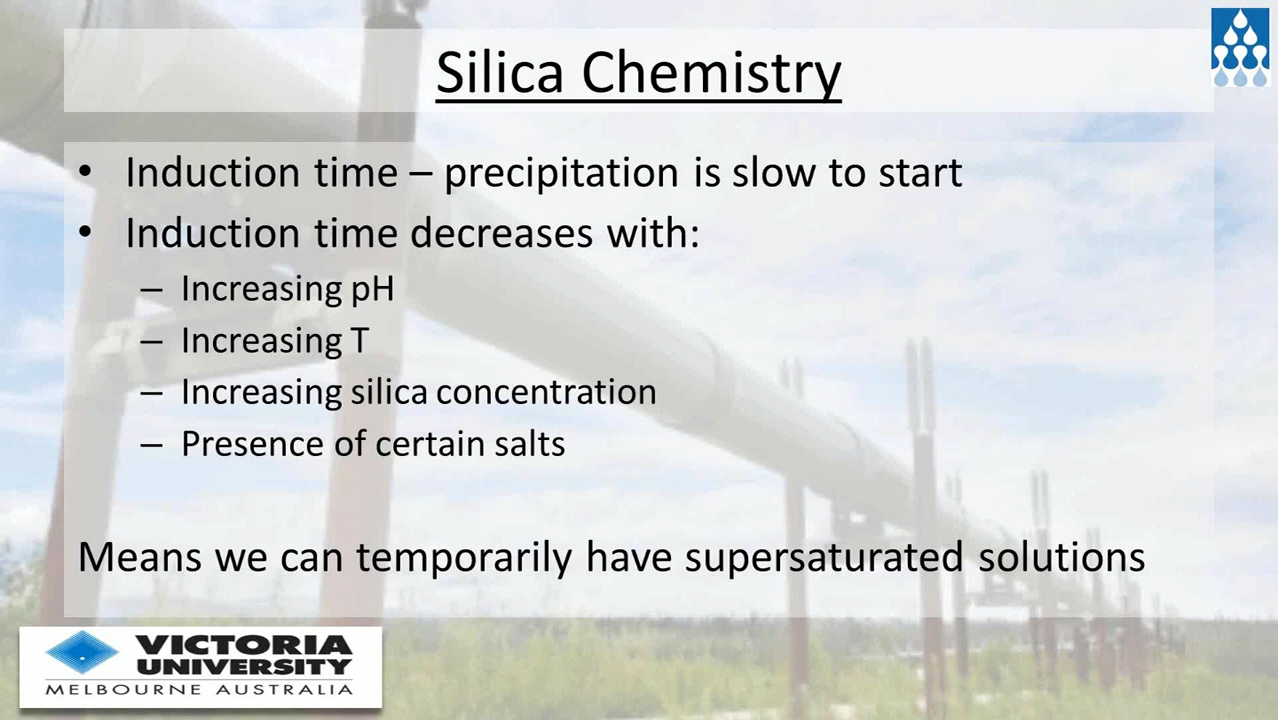 Silica Chemistry
• Induction time – precipitation is slow to start
• Induction time decreases with:
– Increasing pH
– Increasing T
– Increasing silica concentration
– Presence of certain salts
Means we can temporarily have supersaturated solutions
VICTORIA
UNIVERSITY
MELBOURNE AUSTRALIA